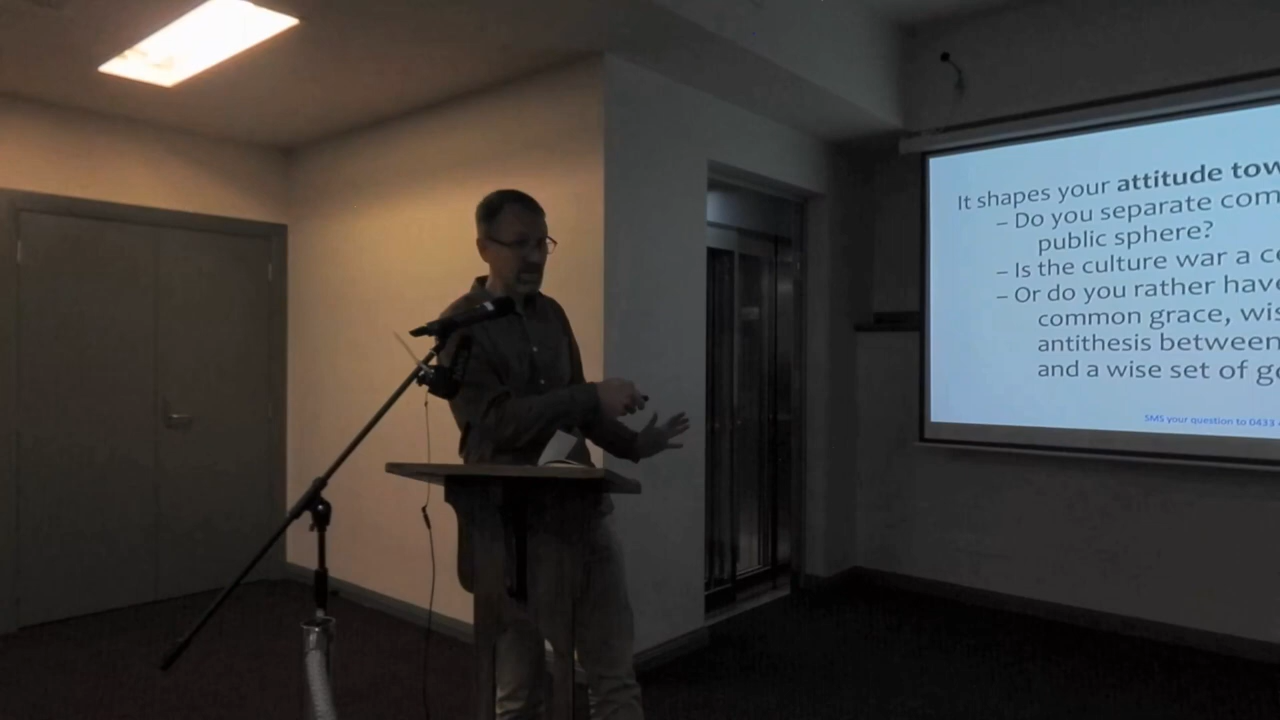 It shapes your attitude tow
– Do you separate com
public sphere?
– Is the culture war a c
– Or do you rather have
common grace, wis
antithesis between
and a wise set of go
SMS your question to 0433